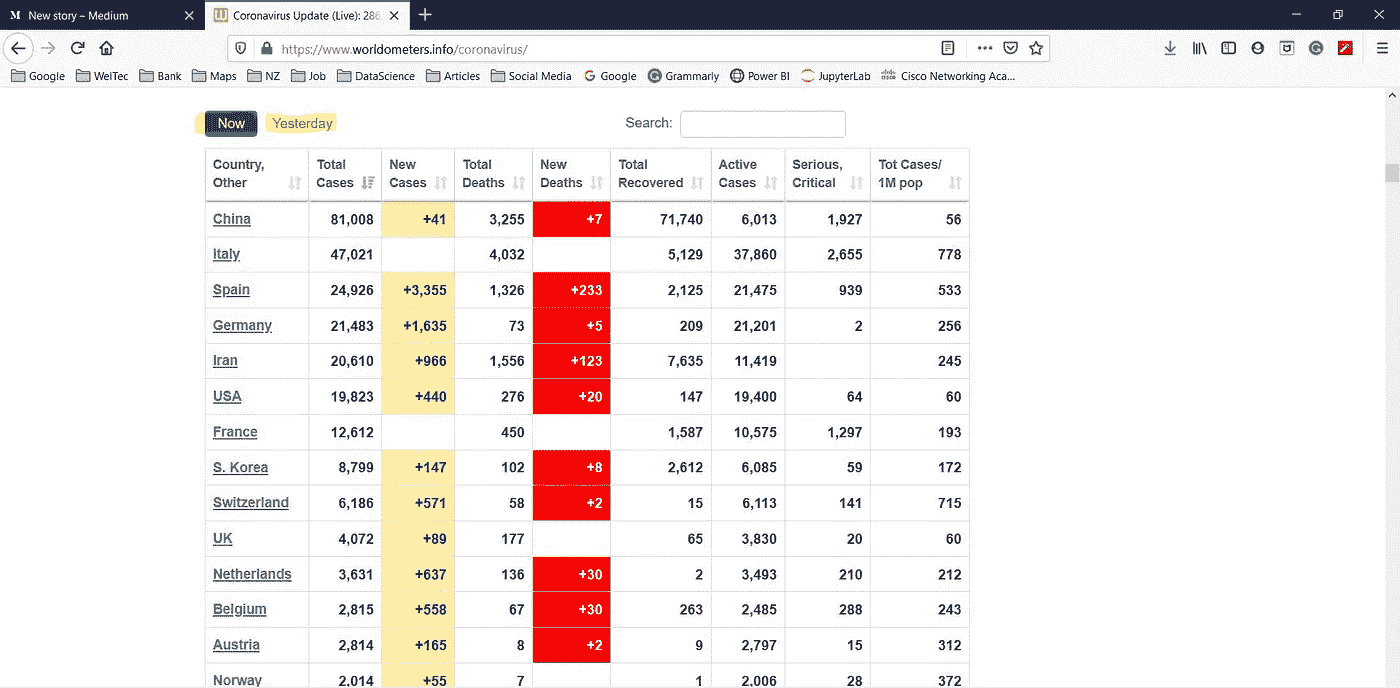 New story – Medium
Coronavirus Update (Live): 286,
https://www.worldometers.info/coronavirus/
Google WelTec Bank Maps NZ Job DataScience Articles Social Media Google Grammarly Power BI JupyterLab Cisco Networking Aca...
Now Yesterday Search:
Country, Total New Total New Total Active Serious, Tot Cases/
Other Cases Cases Deaths Deaths Recovered Cases Critical 1M pop
China 81,008 +41 3,255 +7 71,740 6,013 1,927 56
Italy 47,021 4,032 5,129 37,860 2,655 778
Spain 24,926 +3,355 1,326 +233 2,125 21,475 939 533
Germany 21,483 +1,635 73 +5 209 21,201 2 256
Iran 20,610 +966 1,556 +123 7,635 11,419 245
USA 19,823 +440 276 +20 147 19,400 64 60
France 12,612 450 1,587 10,575 1,297 193
S. Korea 8,799 +147 102 +8 2,612 6,085 59 172
Switzerland 6,186 +571 58 +2 15 6,113 141 715
UK 4,072 +89 177 65 3,830 20 60
Netherlands 3,631 +637 136 +30 2 3,493 210 212
Belgium 2,815 +558 67 +30 263 2,485 288 243
Austria 2,814 +165 8 +2 9 2,797 15 312
Norway 2,014 +55 7 1 2,006 28 372